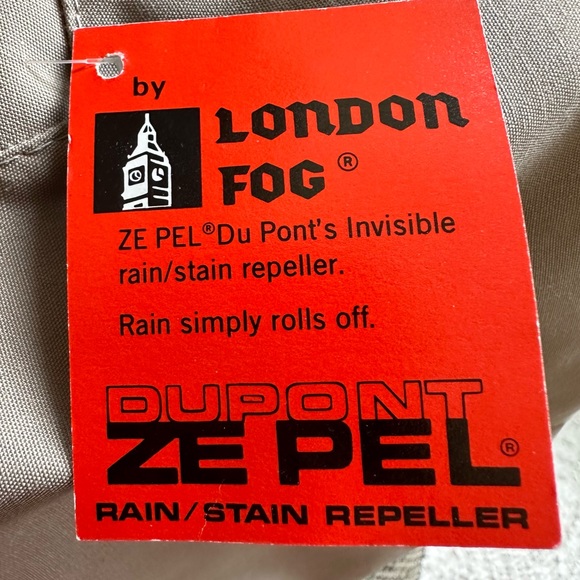 by
LONDON
FOG®
ZE PEL® Du Pont's Invisible
rain/stain repeller.
Rain simply rolls off.
DUPONT
ZE PEL®
RAIN/STAIN REPELLER